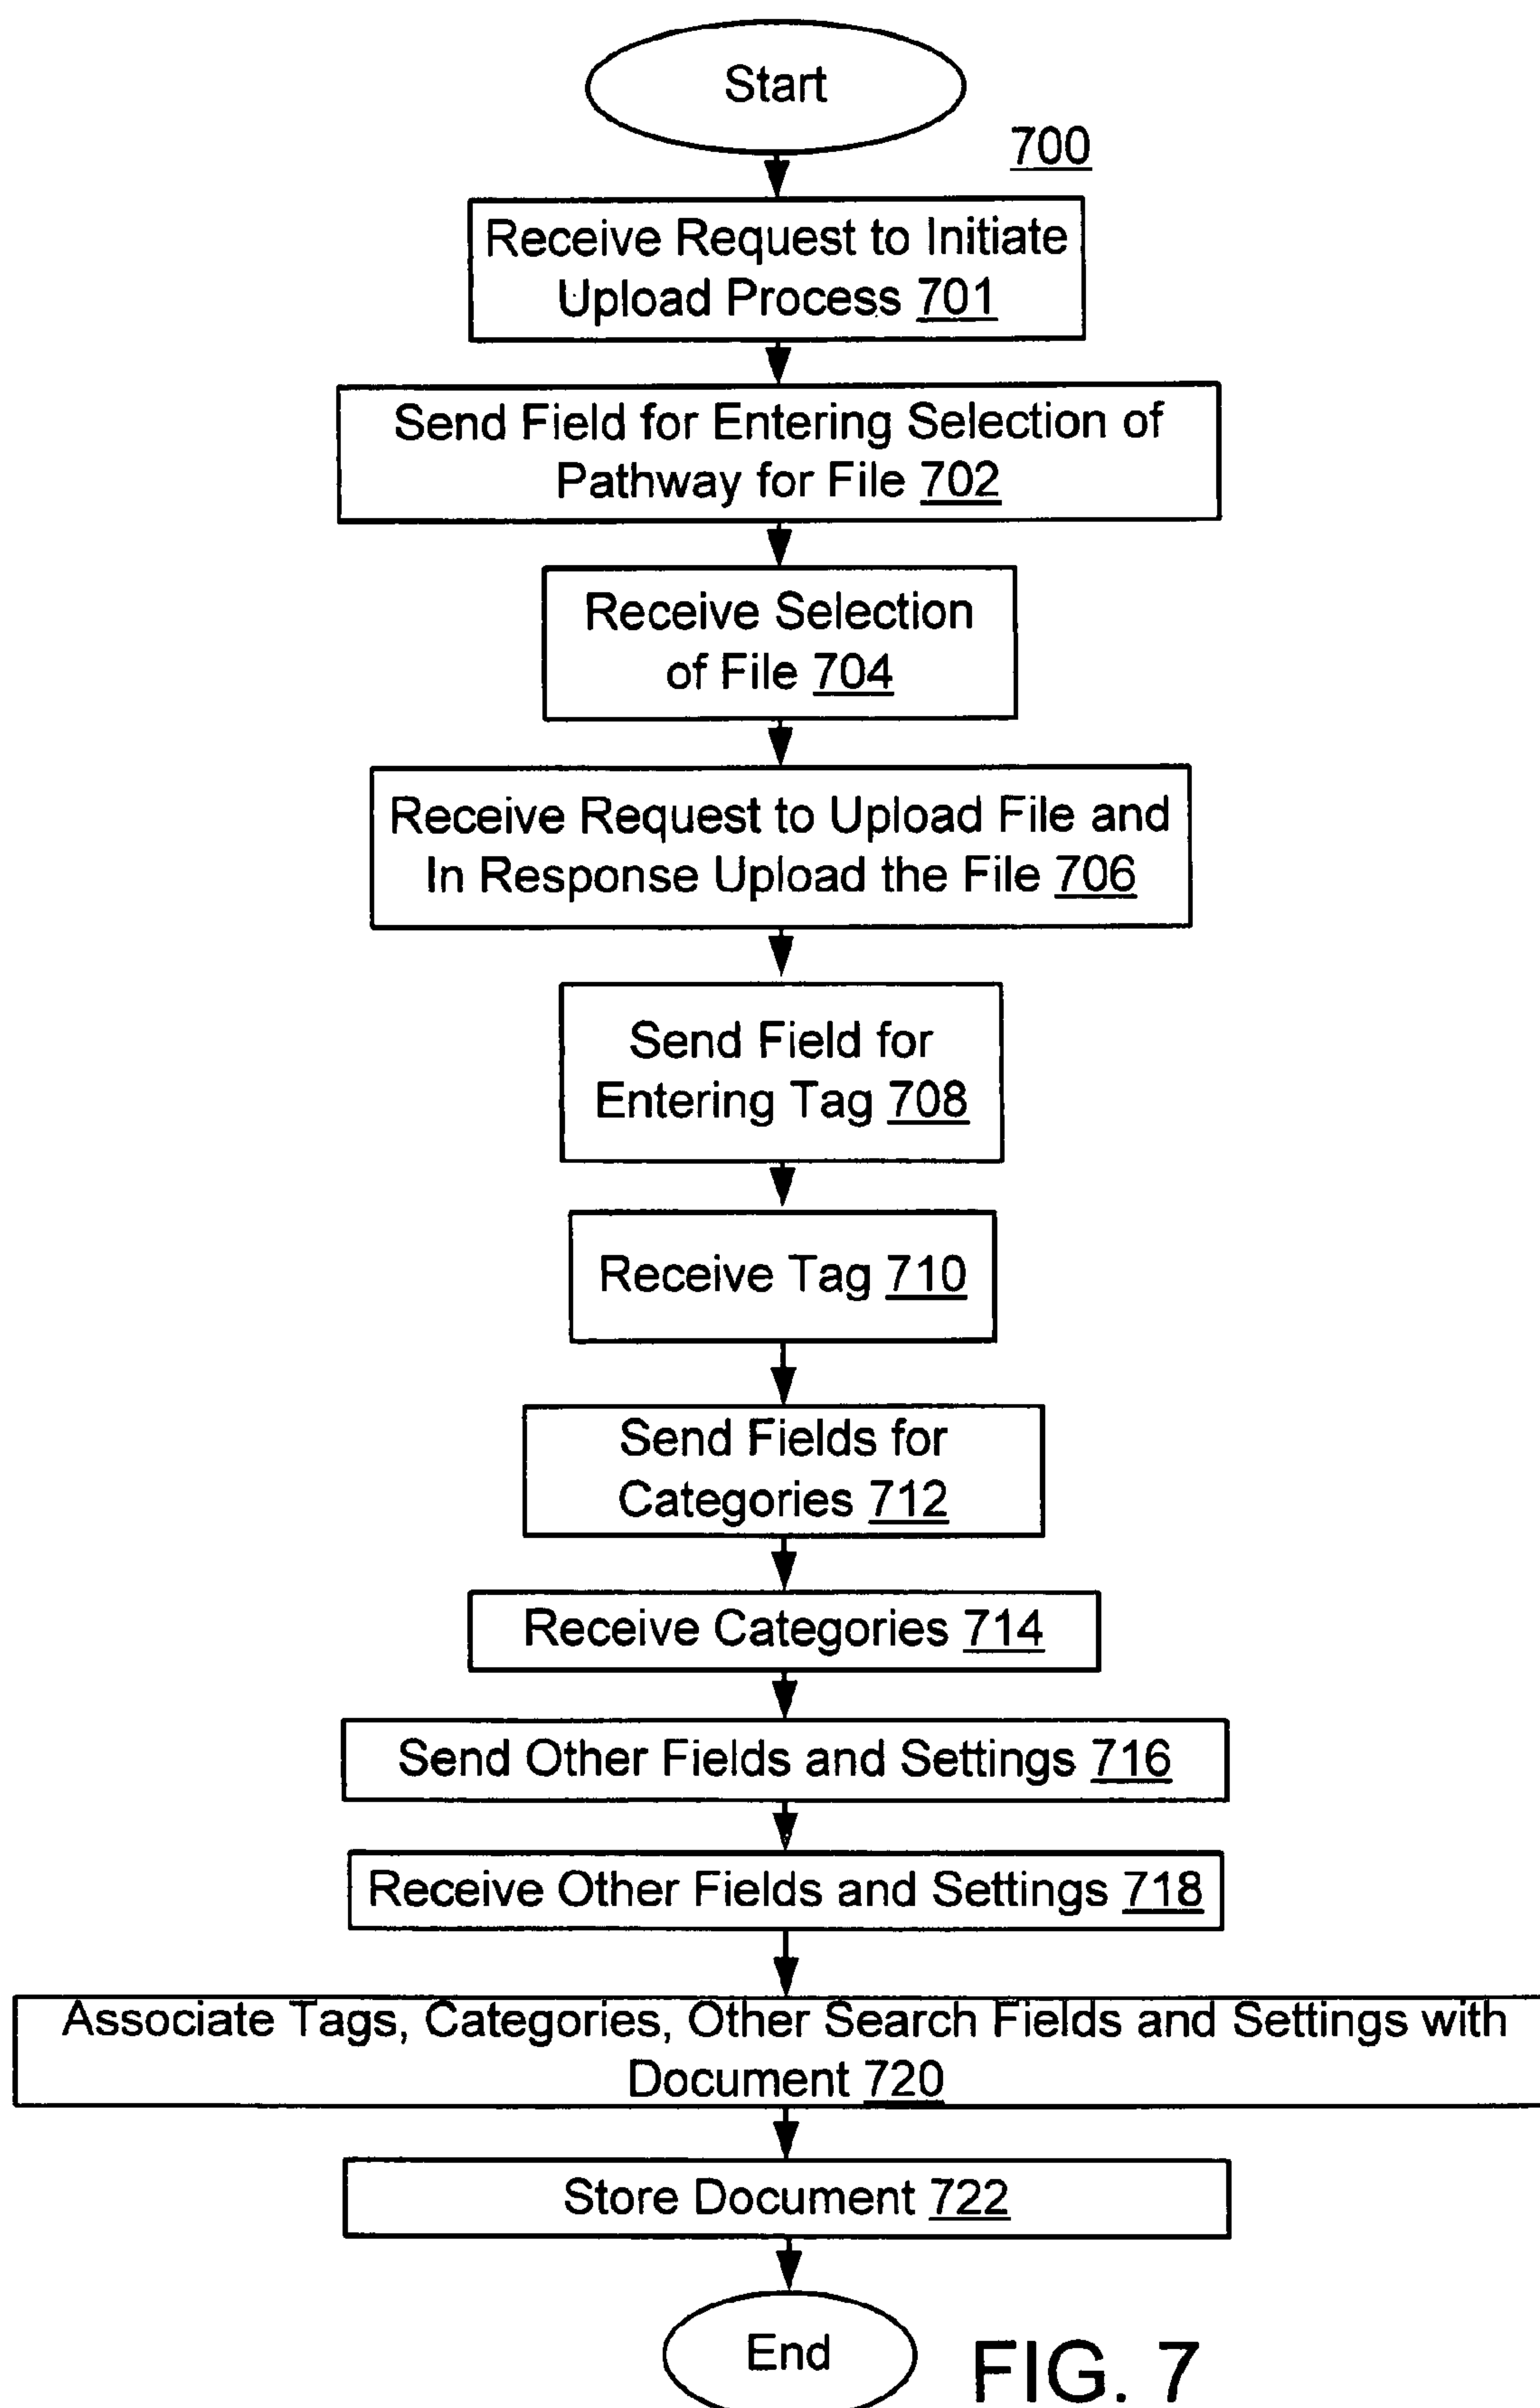 Start
700
Receive Request to Initiate
Upload Process 701
Send Field for Entering Selection of
Pathway for File 702
Receive Selection
of File 704
Receive Request to Upload File and
In Response Upload the File 706
Send Field for
Entering Tag 708
Receive Tag 710
Send Fields for
Categories 712
Receive Categories 714
Send Other Fields and Settings 716
Receive Other Fields and Settings 718
Associate Tags, Categories, Other Search Fields and Settings with
Document 720
Store Document 722
End
FIG. 7